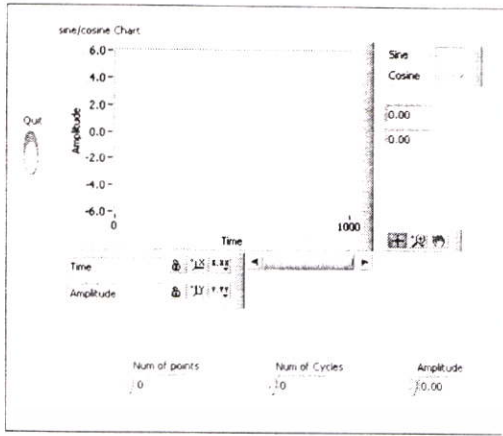 sine/cosine Chart
6.0
4.0
2.0
0.0
-2.0
-4.0
-6.0
Amplitude
0
1000
Time
Quit
Sine
Cosine
0.00
0.00
Time
Amplitude
Num of points
0
Num of Cycles
0
Amplitude
0.00